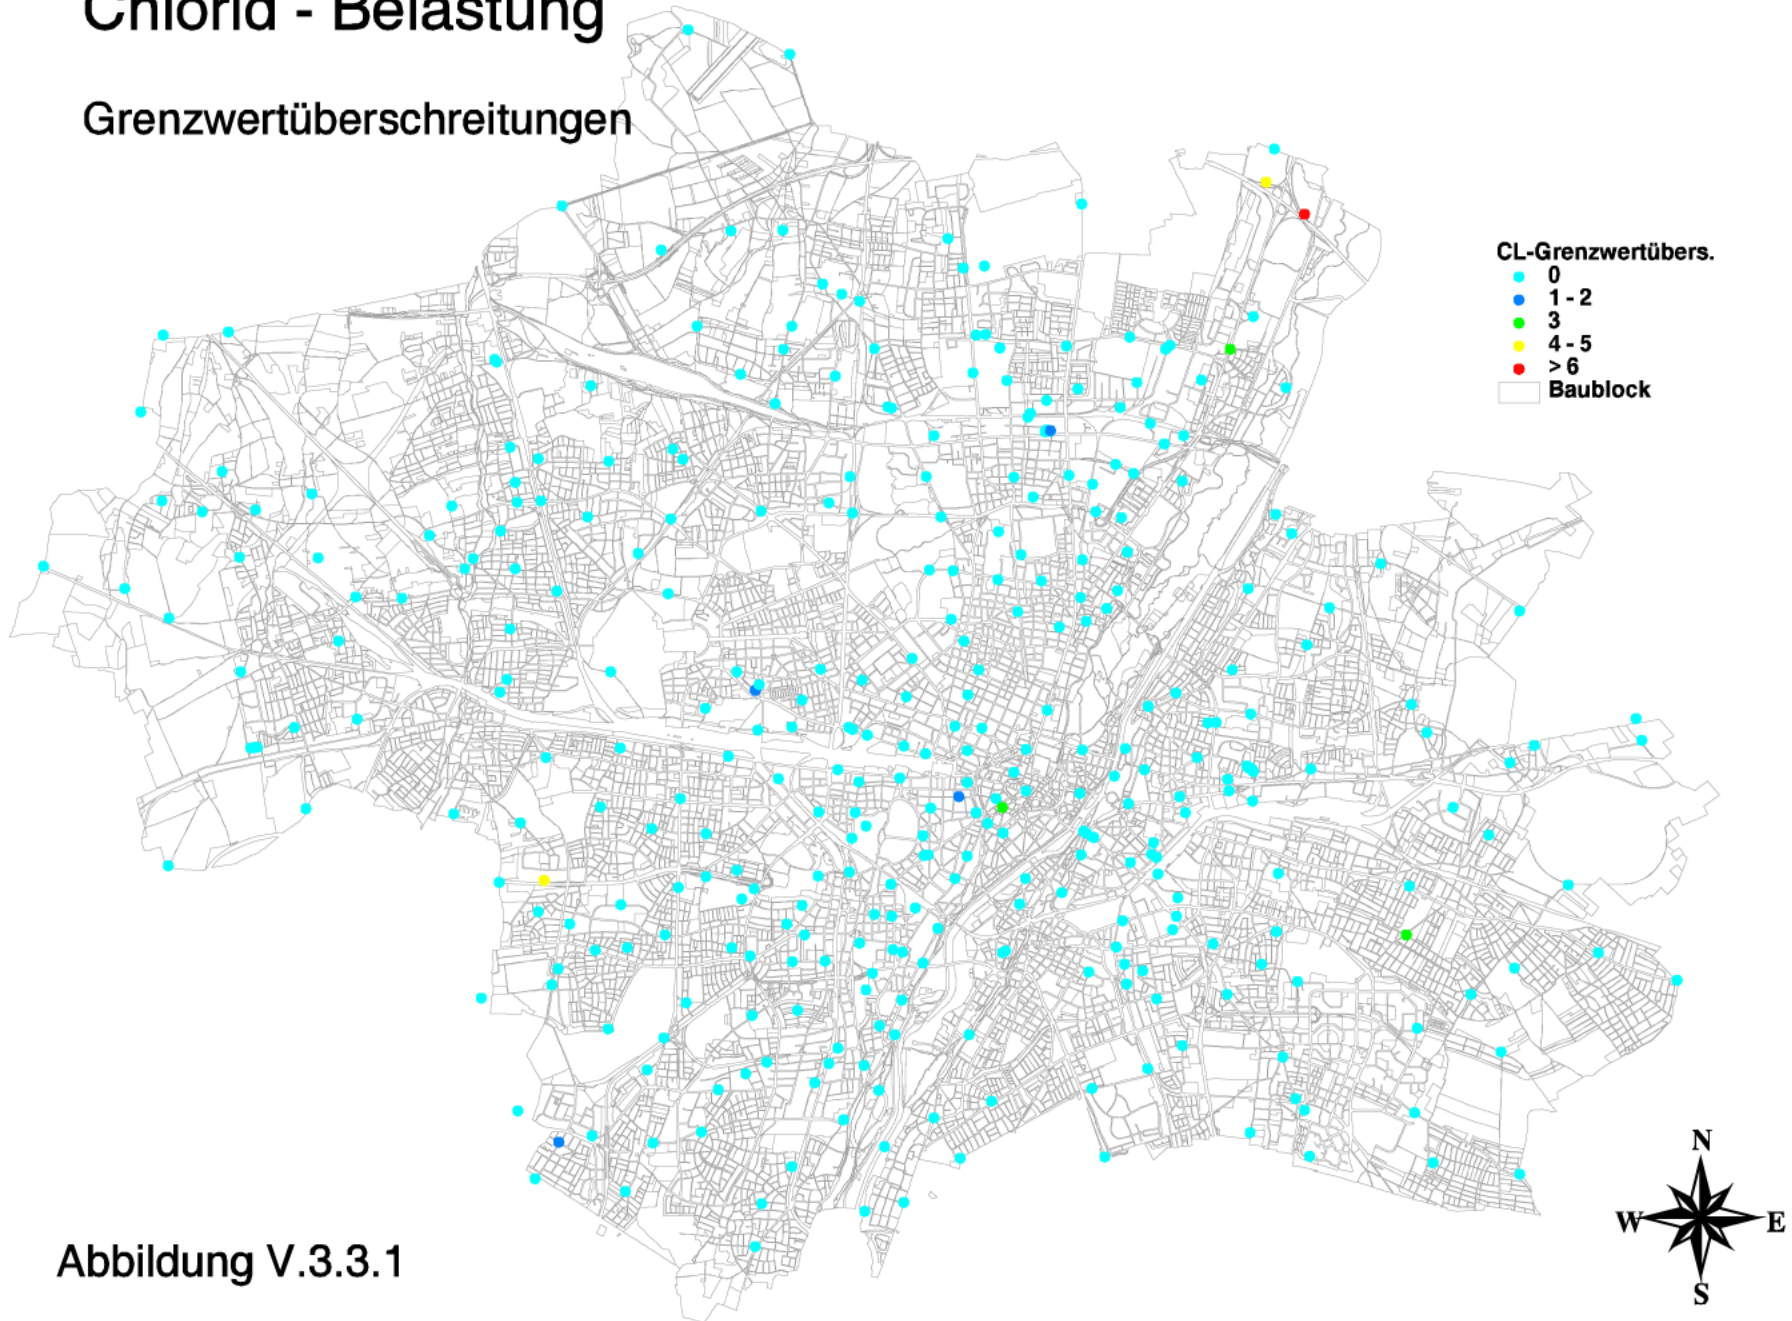 Chlorid - Belastung
Grenzwertüberschreitungen
CL-Grenzwertübers.
0
1 - 2
3
4 - 5
> 6
Baublock
N
W E
S
Abbildung V.3.3.1